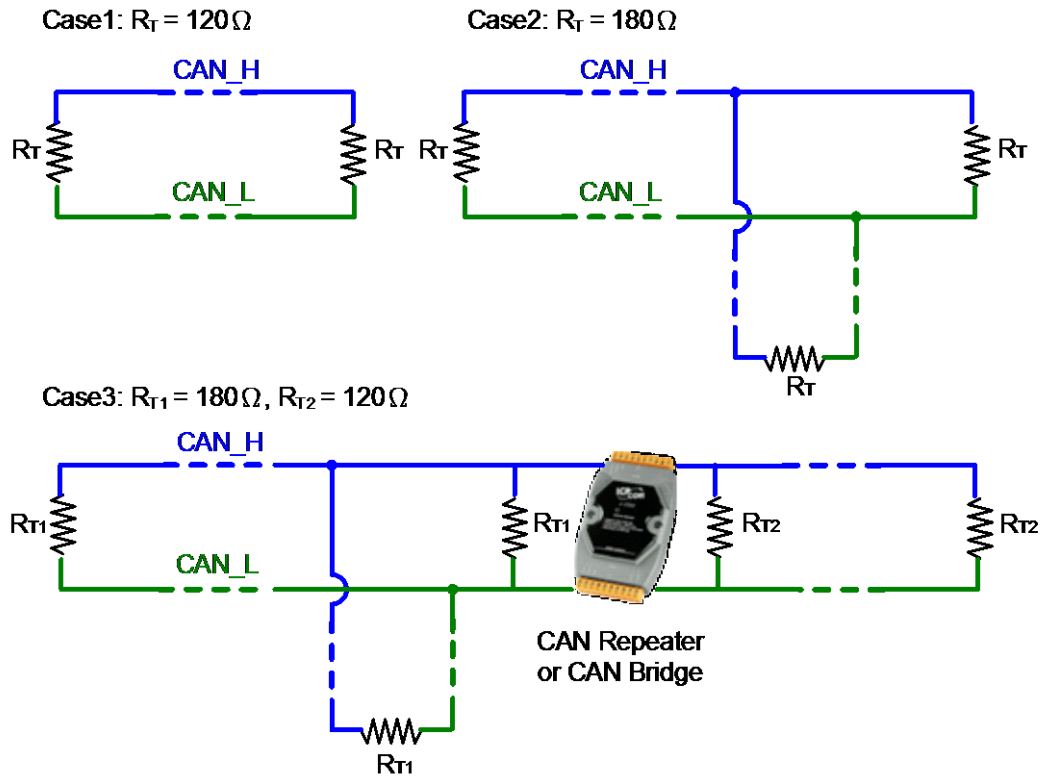 Case1: RT = 120Ω
CAN_H
RT
RT
CAN_L
Case2: RT = 180Ω
CAN_H
RT
RT
CAN_L
RT
Case3: RT1 = 180Ω, RT2 = 120Ω
CAN_H
RT1
RT1
RT2
RT2
CAN_L
CAN Repeater
or CAN Bridge
RT1